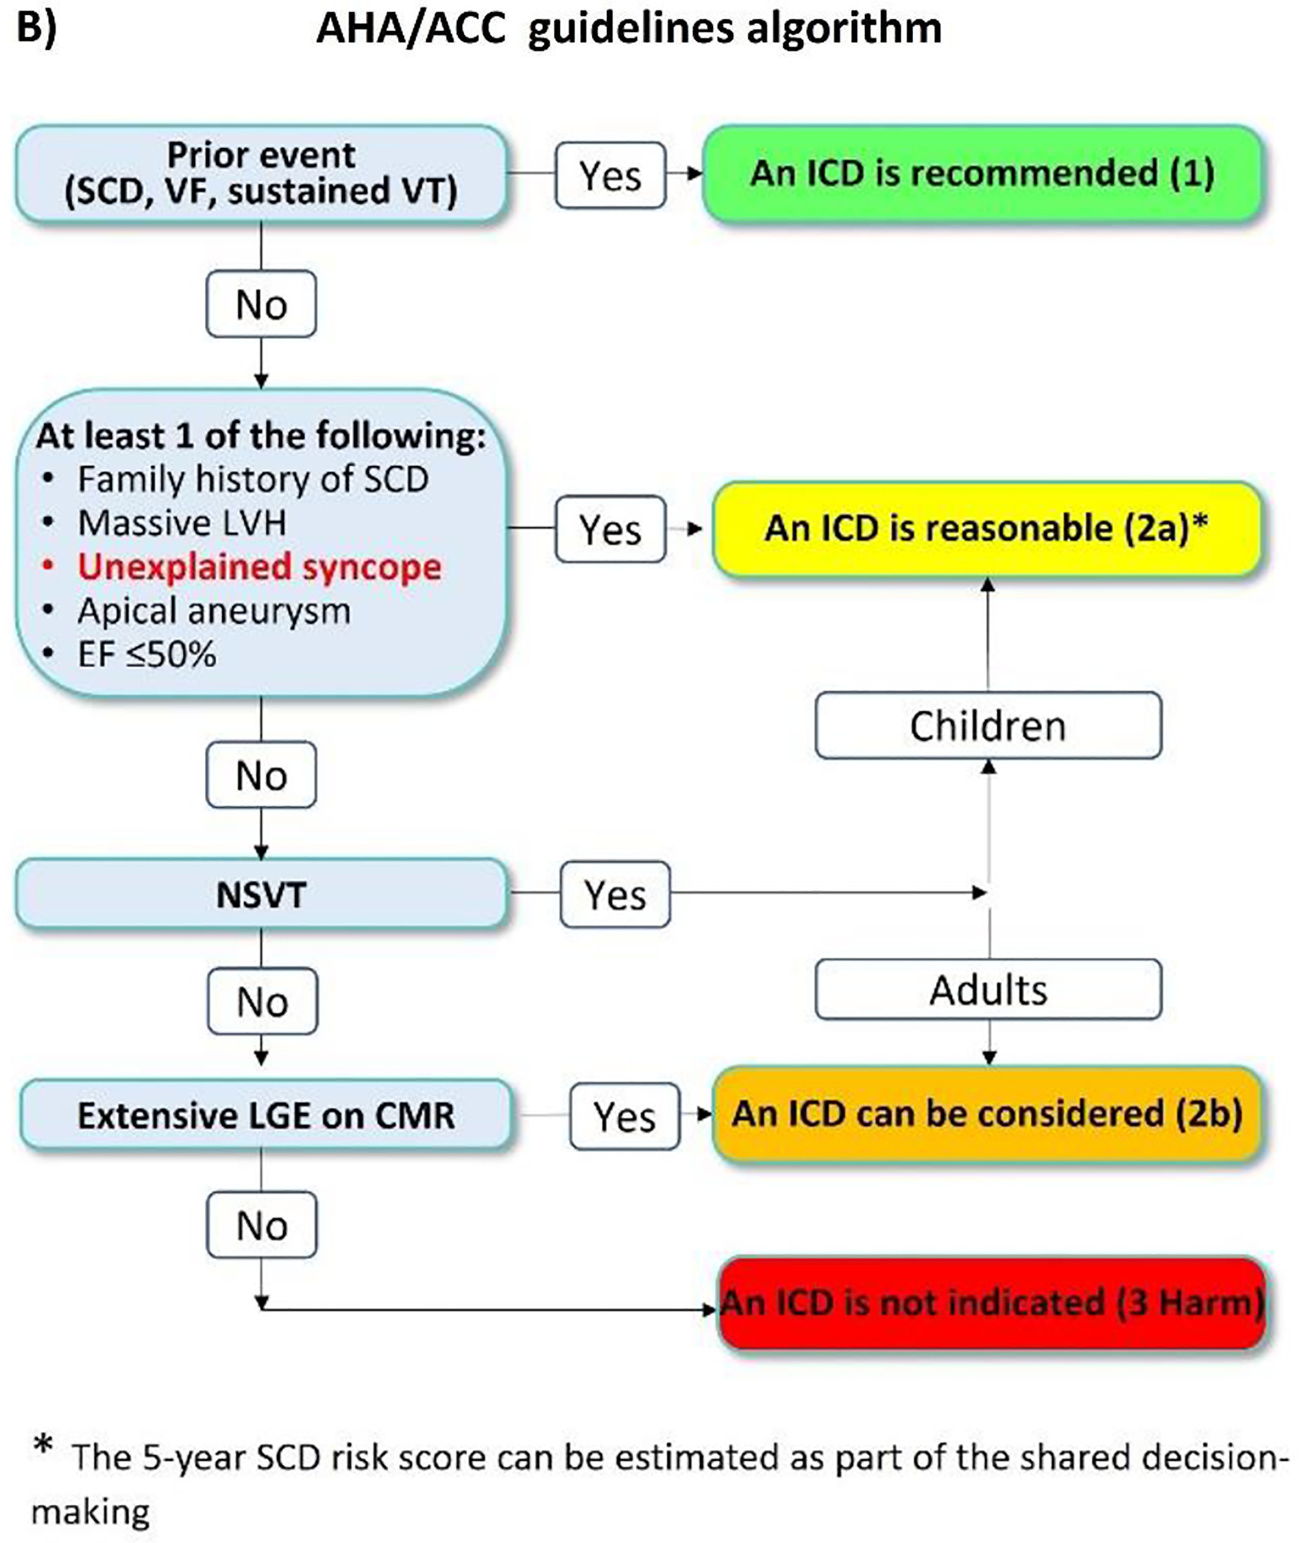 B) AHA/ACC guidelines algorithm
Prior event
(SCD, VF, sustained VT)
Yes
An ICD is recommended (1)
No
At least 1 of the following:
• Family history of SCD
• Massive LVH
• Unexplained syncope
• Apical aneurysm
• EF ≤50%
Yes
An ICD is reasonable (2a)*
Children
No
NSVT
Yes
Adults
No
Extensive LGE on CMR
Yes
An ICD can be considered (2b)
No
An ICD is not indicated (3 Harm)
* The 5-year SCD risk score can be estimated as part of the shared decision-
making